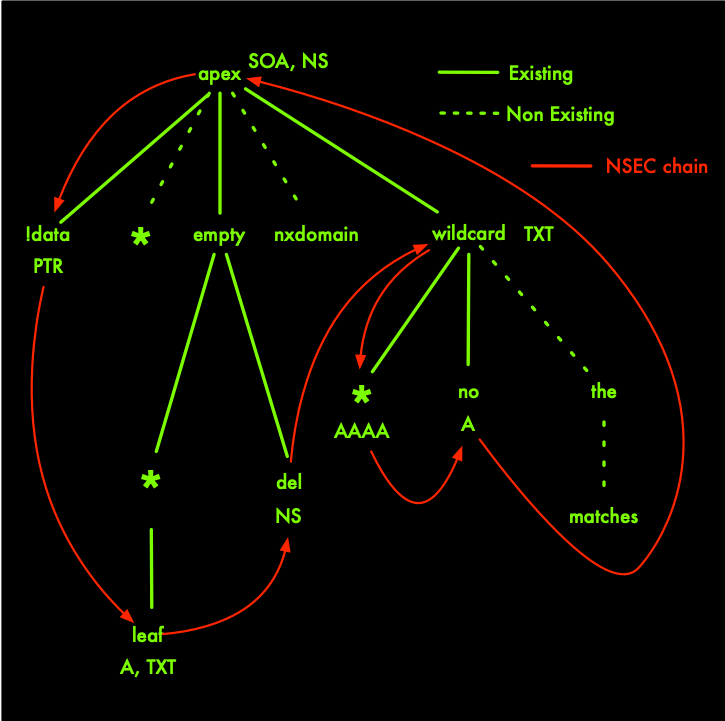 SOA, NS
apex
Existing
Non Existing
NSEC chain
!data
*
empty
nxdomain
wildcard
TXT
PTR
*
no
the
AAAA
A
*
del
NS
matches
leaf
A, TXT